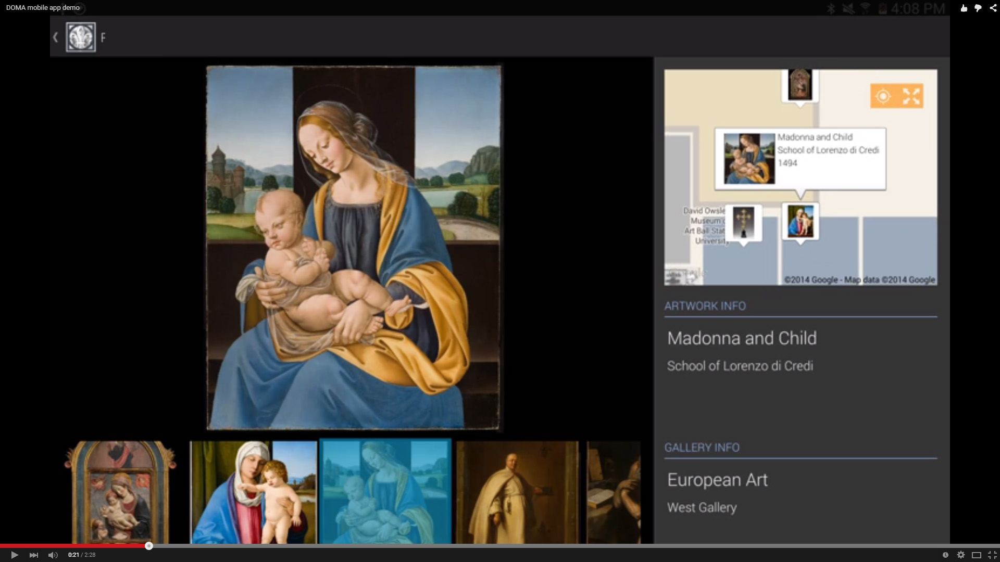 DOMA mobile app demo
4:08 PM
F
Madonna and Child
School of Lorenzo di Credi
1494
David Owsle
Museum
Art Ball Stat
University
©2014 Google - Map data ©2014 Google
ARTWORK INFO
Madonna and Child
School of Lorenzo di Credi
GALLERY INFO
European Art
West Gallery
0:21 / 2:28